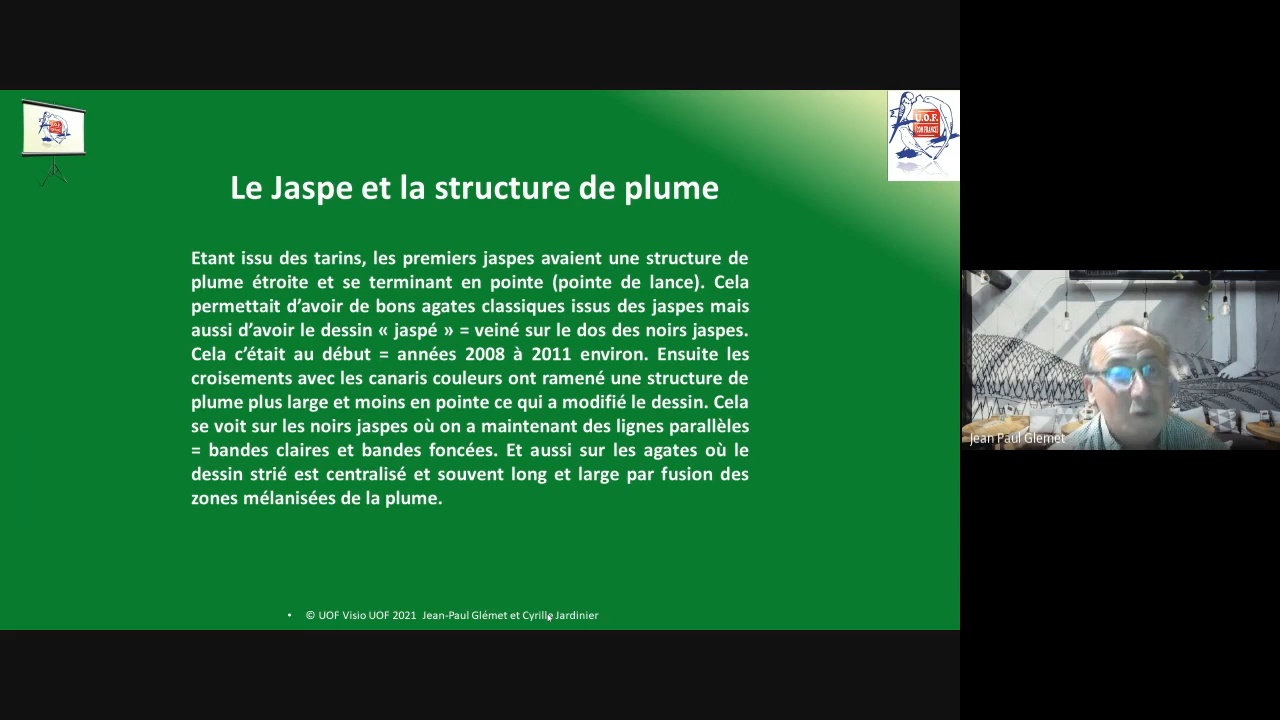 U.O.F.
COM FRANCE
Le Jaspe et la structure de plume
Etant issu des tarins, les premiers jaspes avaient une structure de
plume étroite et se terminant en pointe (pointe de lance). Cela
permettait d’avoir de bons agates classiques issus des jaspes mais
aussi d’avoir le dessin « jaspé » = veiné sur le dos des noirs jaspes.
Cela c’était au début = années 2008 à 2011 environ. Ensuite les
croisements avec les canaris couleurs ont ramené une structure de
plume plus large et moins en pointe ce qui a modifié le dessin. Cela
se voit sur les noirs jaspes où on a maintenant des lignes parallèles
= bandes claires et bandes foncées. Et aussi sur les agates où le
dessin strié est centralisé et souvent long et large par fusion des
zones mélanisées de la plume.
Jean Paul Glemet
• © UOF Visio UOF 2021 Jean-Paul Glémet et Cyrille Jardinier